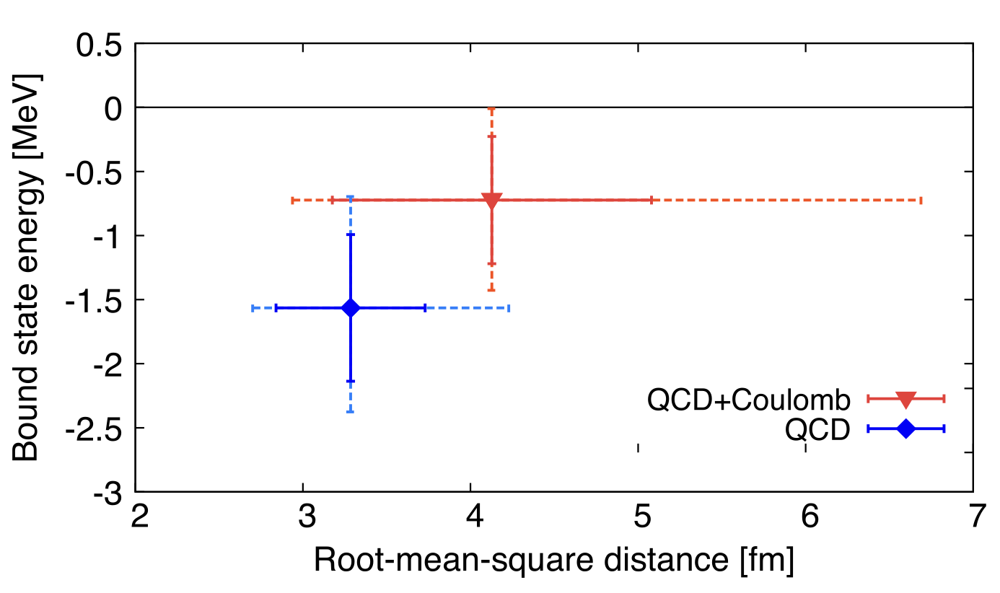 0.5
0
-0.5
-1
-1.5
-2
-2.5
-3
Bound state energy [MeV]
QCD+Coulomb
QCD
2 3 4 5 6 7
Root-mean-square distance [fm]